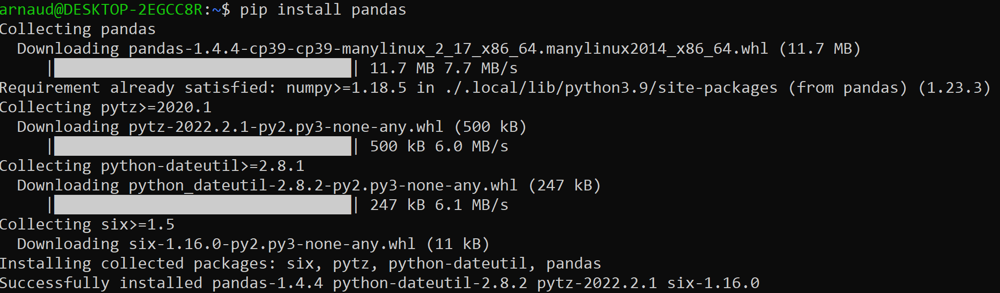 arnaud@DESKTOP-2EGCC8R:~$ pip install pandas
Collecting pandas
  Downloading pandas-1.4.4-cp39-cp39-manylinux_2_17_x86_64.manylinux2014_x86_64.whl (11.7 MB)
     |████████████████████████████████| 11.7 MB 7.7 MB/s
Requirement already satisfied: numpy>=1.18.5 in ./.local/lib/python3.9/site-packages (from pandas) (1.23.3)
Collecting pytz>=2020.1
  Downloading pytz-2022.2.1-py2.py3-none-any.whl (500 kB)
     |████████████████████████████████| 500 kB 6.0 MB/s
Collecting python-dateutil>=2.8.1
  Downloading python_dateutil-2.8.2-py2.py3-none-any.whl (247 kB)
     |████████████████████████████████| 247 kB 6.1 MB/s
Collecting six>=1.5
  Downloading six-1.16.0-py2.py3-none-any.whl (11 kB)
Installing collected packages: six, pytz, python-dateutil, pandas
Successfully installed pandas-1.4.4 python-dateutil-2.8.2 pytz-2022.2.1 six-1.16.0